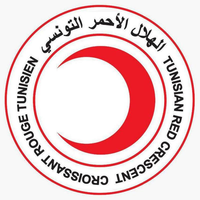 الهلال الأحمر التونسي
TUNISIAN RED CRESCENT
CROISSANT ROUGE TUNISIEN